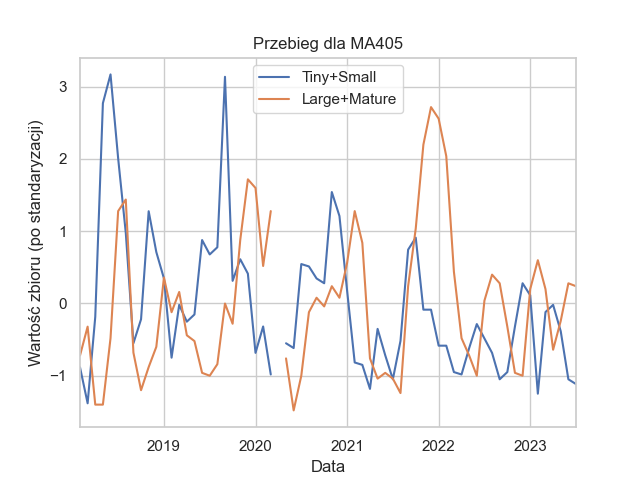 Przebieg dla MA405
Tiny+Small
Large+Mature
Wartość zbioru (po standaryzacji)
3
2
1
0
−1
2019
2020
2021
2022
2023
Data